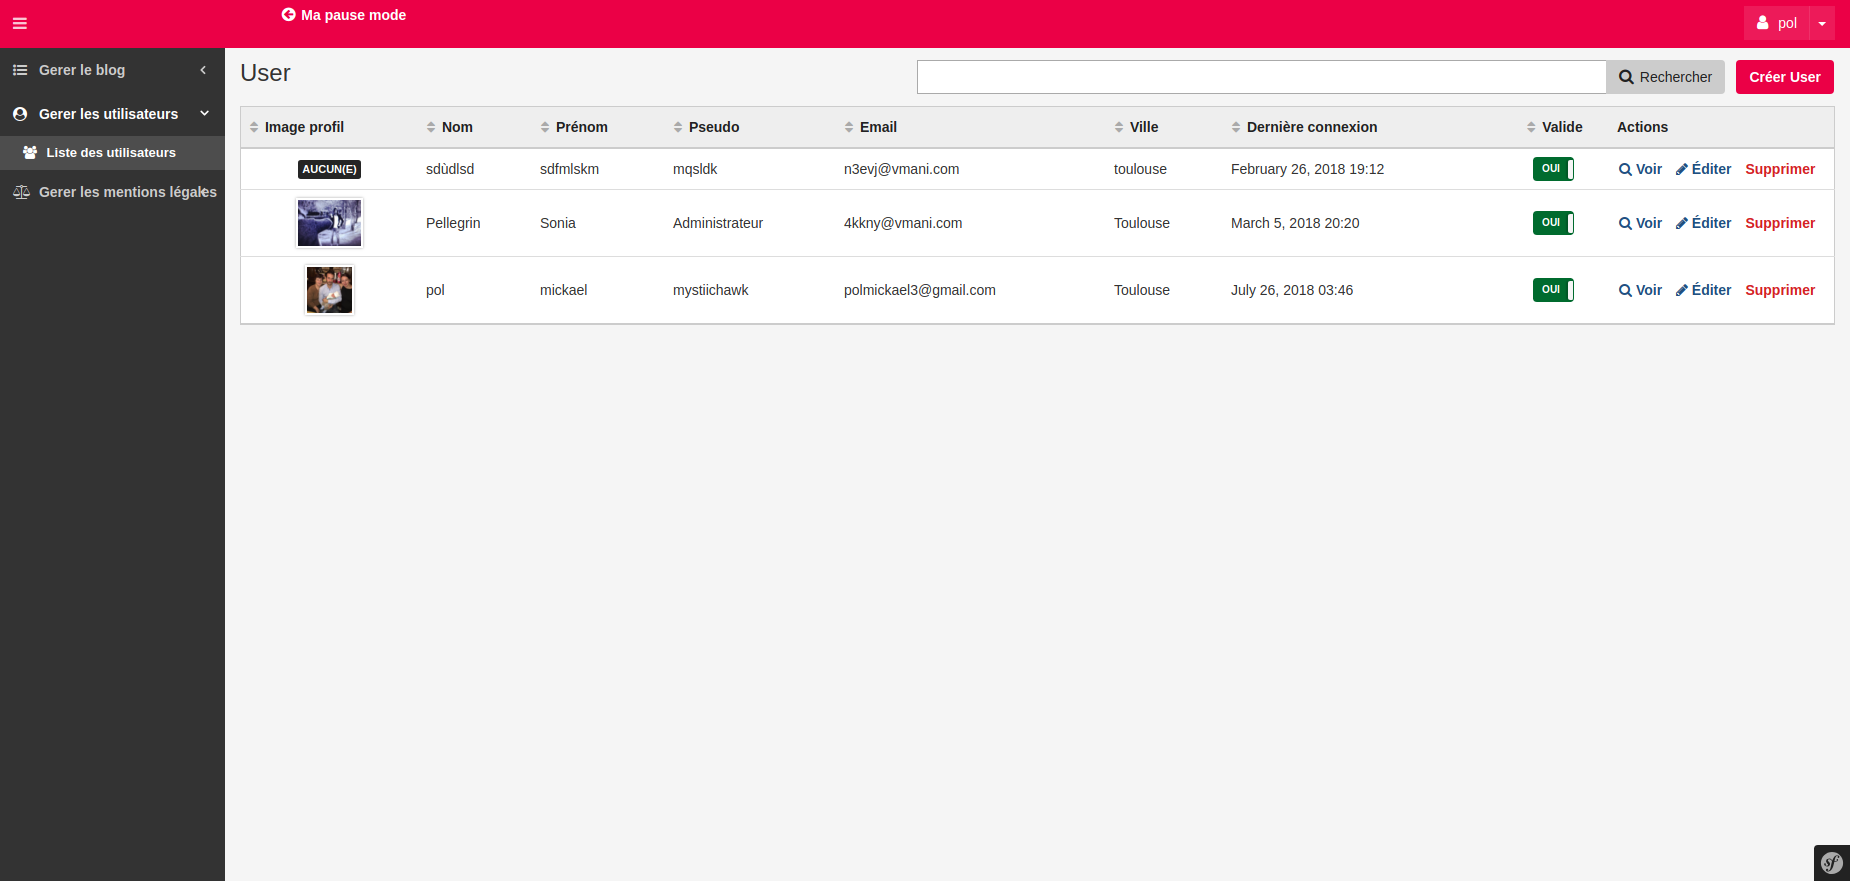 Ma pause mode
pol
Gerer le blog
Gerer les utilisateurs
Liste des utilisateurs
Gerer les mentions légales
User
Rechercher
Créer User
Image profil Nom Prénom Pseudo Email Ville Dernière connexion Valide Actions
AUCUN(E) sdùdlsd sdfmlskm mqsldk n3evj@vmani.com toulouse February 26, 2018 19:12 OUI Voir Éditer Supprimer
Pellegrin Sonia Administrateur 4kkny@vmani.com Toulouse March 5, 2018 20:20 OUI Voir Éditer Supprimer
pol mickael mystiichawk polmickael3@gmail.com Toulouse July 26, 2018 03:46 OUI Voir Éditer Supprimer
sf